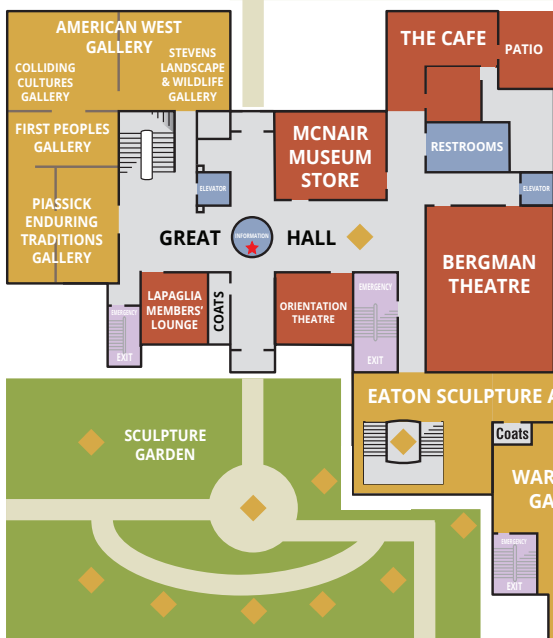 AMERICAN WEST
GALLERY
STEVENS
LANDSCAPE
& WILDLIFE
GALLERY
COLLIDING
CULTURES
GALLERY
FIRST PEOPLES
GALLERY
PIASSICK
ENDURING
TRADITIONS
GALLERY
THE CAFE
PATIO
MCNAIR
MUSEUM
STORE
RESTROOMS
ELEVATOR
ELEVATOR
GREAT
INFORMATION
HALL
BERGMAN
THEATRE
LAPAGLIA
MEMBERS'
LOUNGE
COATS
ORIENTATION
THEATRE
EMERGENCY
EXIT
EMERGENCY
EXIT
EATON SCULPTURE A
Coats
WAR
GA
EMERGENCY
EXIT
SCULPTURE
GARDEN